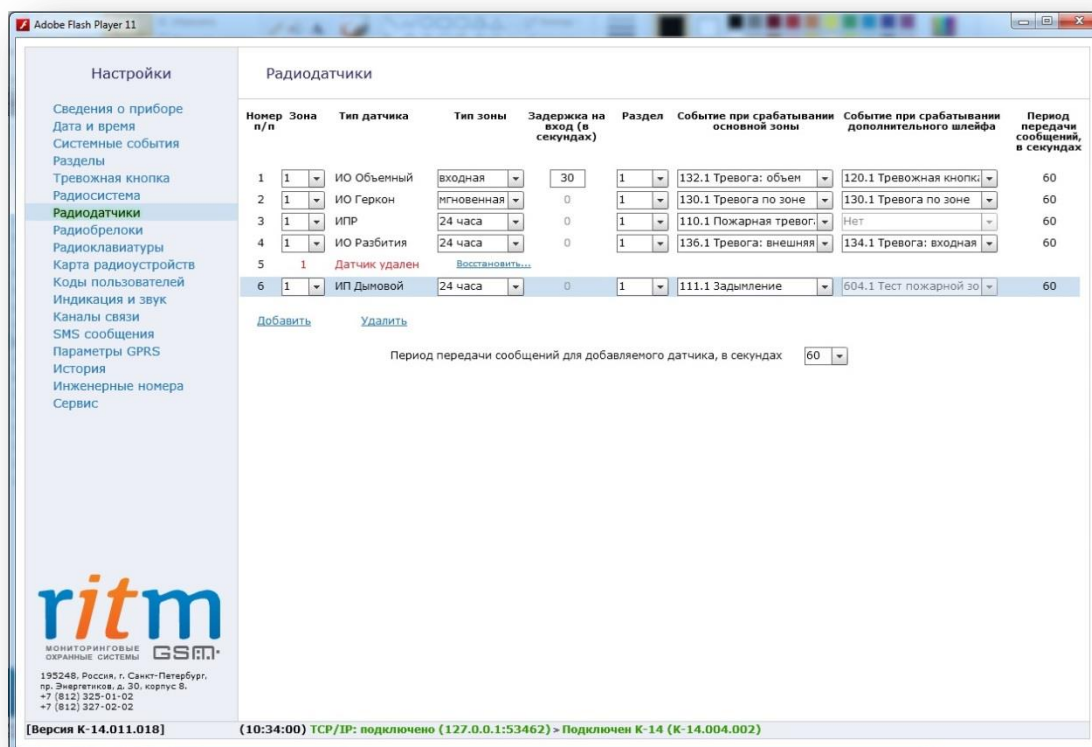 Adobe Flash Player 11
Настройки
Сведения о приборе
Дата и время
Системные события
Разделы
Тревожная кнопка
Радиосистема
Радиодатчики
Радиобрелоки
Радиоклавиатуры
Карта радиоустройств
Коды пользователей
Индикация и звук
Каналы связи
SMS сообщения
Параметры GPRS
История
Инженерные номера
Сервис
Радиодатчики
Номер п/п Зона Тип датчика Тип зоны Задержка на вход (в секундах) Раздел Событие при срабатывании основной зоны Событие при срабатывании дополнительного шлейфа Период передачи сообщений, в секундах
1 1 ИО Объемный входная 30 1 132.1 Тревога: объем 120.1 Тревожная кнопк 60
2 1 ИО Геркон мгновенная 0 1 130.1 Тревога по зоне 130.1 Тревога по зоне 60
3 1 ИПР 24 часа 0 1 110.1 Пожарная тревог Нет 60
4 1 ИО Разбития 24 часа 0 1 136.1 Тревога: внешняя 134.1 Тревога: входная 60
5 1 Датчик удален Восстановить...
6 1 ИП Дымовой 24 часа 0 1 111.1 Задымление 604.1 Тест пожарной зо 60
Добавить Удалить
Период передачи сообщений для добавляемого датчика, в секундах 60
ritm
МОНИТОРИНГОВЫЕ
ОХРАННЫЕ СИСТЕМЫ
GSM
195248, Россия, г. Санкт-Петербург,
пр. Энергетиков, д. 30, корпус 8.
+7 (812) 325-01-02
+7 (812) 327-02-02
[Версия K-14.011.018] (10:34:00) TCP/IP: подключено (127.0.0.1:53462) > Подключен K-14 (K-14.004.002)